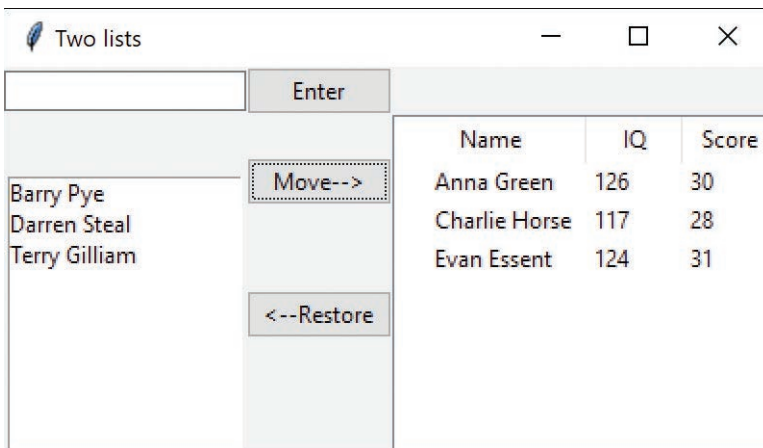 Two lists
Enter
Name IQ Score
Move-->
Barry Pye
Darren Steal
Terry Gilliam
Anna Green 126 30
Charlie Horse 117 28
Evan Essent 124 31
<--Restore